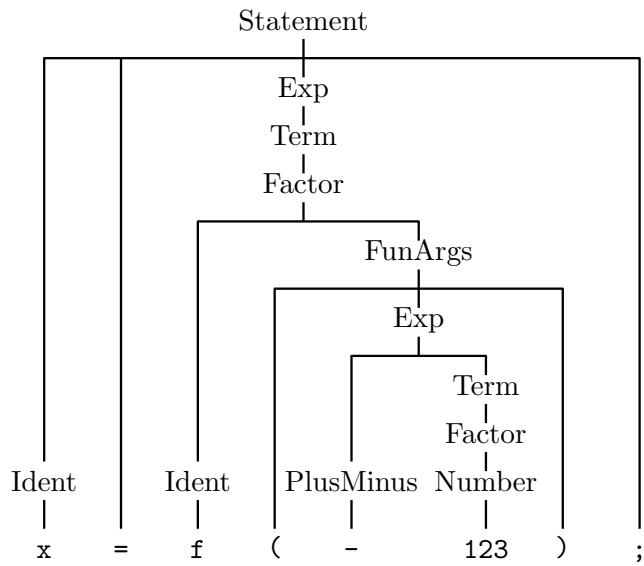 Statement
Exp
Term
Factor
FunArgs
Exp
Term
Factor
Ident Ident PlusMinus Number
x = f ( - 123 ) ;